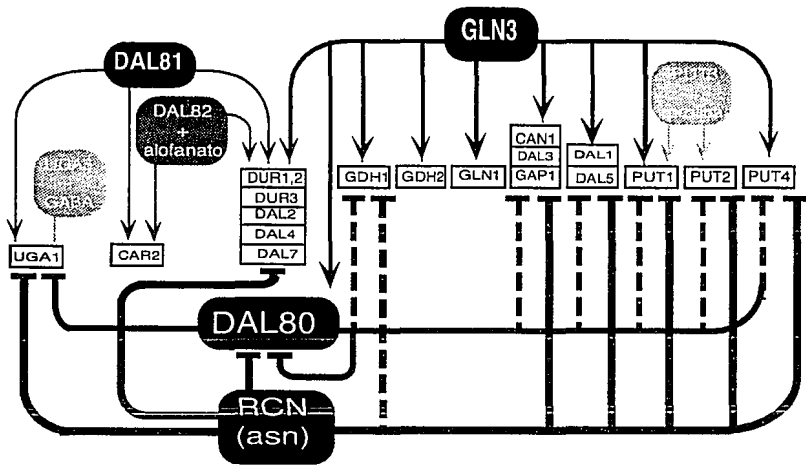 GLN3
DAL81
DAL82
+
alofanato
CAN1
DAL3
GAP1
DAL1
DAL5
DUR1,2
DUR3
DAL2
DAL4
DAL7
GDH1
GDH2
GLN1
PUT1
PUT2
PUT4
GABA
UGA1
CAR2
DAL80
RCN
(asn)